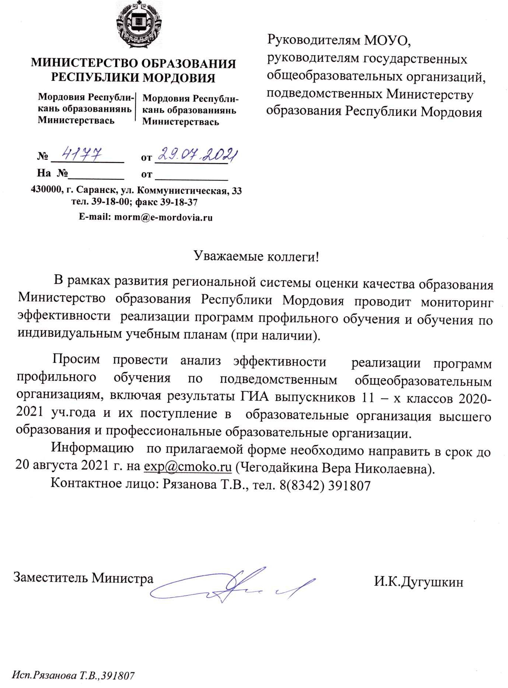 МИНИСТЕРСТВО ОБРАЗОВАНИЯ
РЕСПУБЛИКИ МОРДОВИЯ
Мордовия Республи-
кань образованиянь
Министерствась
Мордовия Республи-
кань образованиянь
Министерствась
№ 4177 от 29.07.2021
На № от
430000, г. Саранск, ул. Коммунистическая, 33
тел. 39-18-00; факс 39-18-37
E-mail: morm@e-mordovia.ru
Руководителям МОУО,
руководителям государственных
общеобразовательных организаций,
подведомственных Министерству
образования Республики Мордовия
Уважаемые коллеги!
В рамках развития региональной системы оценки качества образования
Министерство образования Республики Мордовия проводит мониторинг
эффективности реализации программ профильного обучения и обучения по
индивидуальным учебным планам (при наличии).
Просим провести анализ эффективности реализации программ
профильного обучения по подведомственным общеобразовательным
организациям, включая результаты ГИА выпускников 11 – х классов 2020-
2021 уч.года и их поступление в образовательные организация высшего
образования и профессиональные образовательные организации.
Информацию по прилагаемой форме необходимо направить в срок до
20 августа 2021 г. на exp@cmoko.ru (Чегодайкина Вера Николаевна).
Контактное лицо: Рязанова Т.В., тел. 8(8342) 391807
Заместитель Министра И.К.Дугушкин
Исп.Рязанова Т.В.,391807